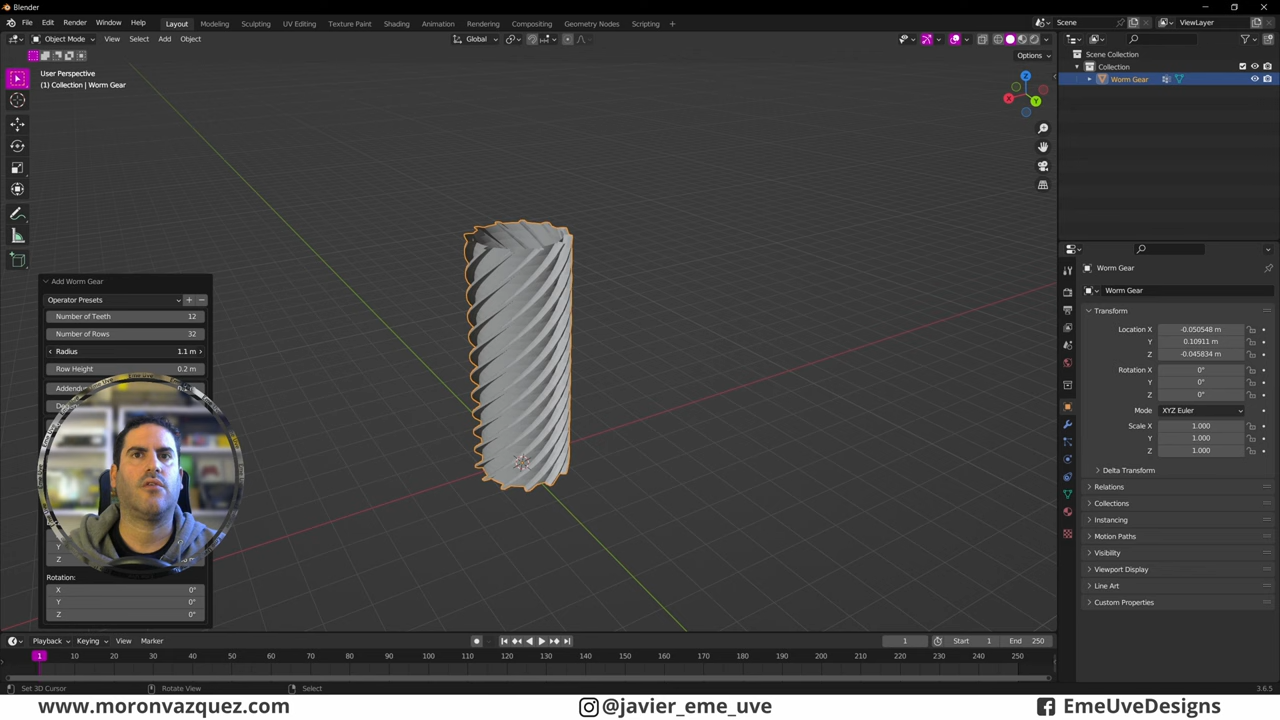 Blender
File Edit Render Window Help Layout Modeling Sculpting UV Editing Texture Paint Shading Animation Rendering Compositing Geometry Nodes Scripting + Scene ViewLayer
Object Mode View Select Add Object Global
Options
User Perspective
(1) Collection | Worm Gear
Scene Collection
Collection
Worm Gear
Add Worm Gear
Operator Presets
Number of Teeth 12
Number of Rows 32
Radius 1.1 m
Row Height 0.2 m
Y
Z
Rotation:
X 0°
Y 0°
Z 0°
Worm Gear
Worm Gear
Transform
Location X -0.050548 m
Y 0.10911 m
Z -0.045834 m
Rotation X 0°
Y 0°
Z 0°
Mode XYZ Euler
Scale X 1.000
Y 1.000
Z 1.000
Delta Transform
Relations
Collections
Instancing
Motion Paths
Visibility
Viewport Display
Line Art
Custom Properties
Playback Keying View Marker 1 Start 1 End 250
1 10 20 30 40 50 60 70 80 90 100 110 120 130 140 150 160 170 180 190 200 210 220 230 240 250
Set 3D Cursor Rotate View Select 3.6.5
www.moronvazquez.com @javier_eme_uve EmeUveDesigns